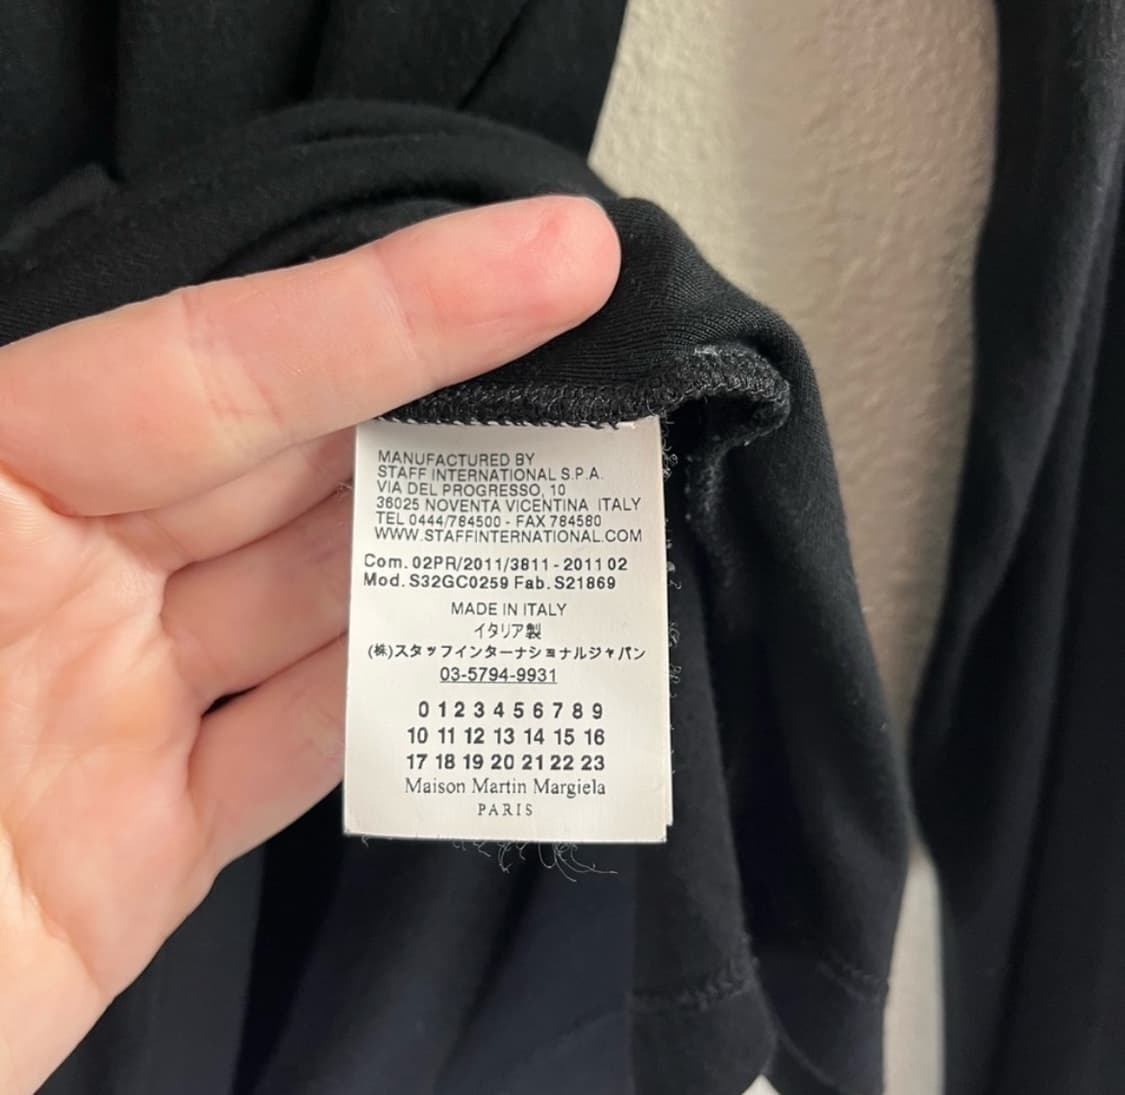 MANUFACTURED BY
STAFF INTERNATIONAL S.P.A.
VIA DEL PROGRESSO, 10
36025 NOVENTA VICENTINA ITALY
TEL 0444/784500 - FAX 784580
WWW.STAFFINTERNATIONAL.COM
Com. 02PR/2011/3811 - 2011 02
Mod. S32GC0259 Fab. S21869
MADE IN ITALY
イタリア製
(株)スタッフインターナショナルジャパン
03-5794-9931
0 1 2 3 4 5 6 7 8 9
10 11 12 13 14 15 16
17 18 19 20 21 22 23
Maison Martin Margiela
PARIS